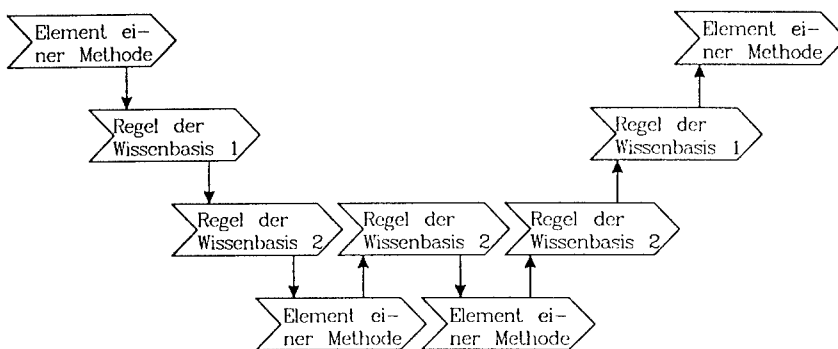 Element ei-
ner Methode
Element ei-
ner Methode
Regel der
Wissenbasis 1
Regel der
Wissenbasis 1
Regel der
Wissenbasis 2
Regel der
Wissenbasis 2
Regel der
Wissenbasis 2
Element ei-
ner Methode
Element ei-
ner Methode